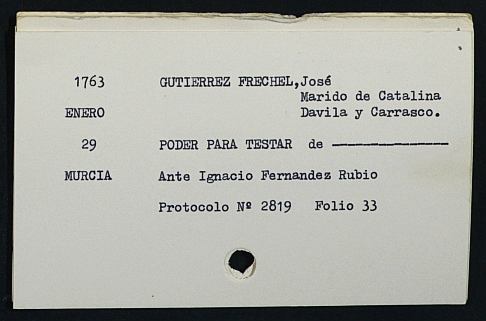 1763 GUTIERREZ FRECHEL,José
Marido de Catalina
ENERO Davila y Carrasco.
29 PODER PARA TESTAR de ---------------
MURCIA Ante Ignacio Fernandez Rubio
Protocolo Nº 2819 Folio 33